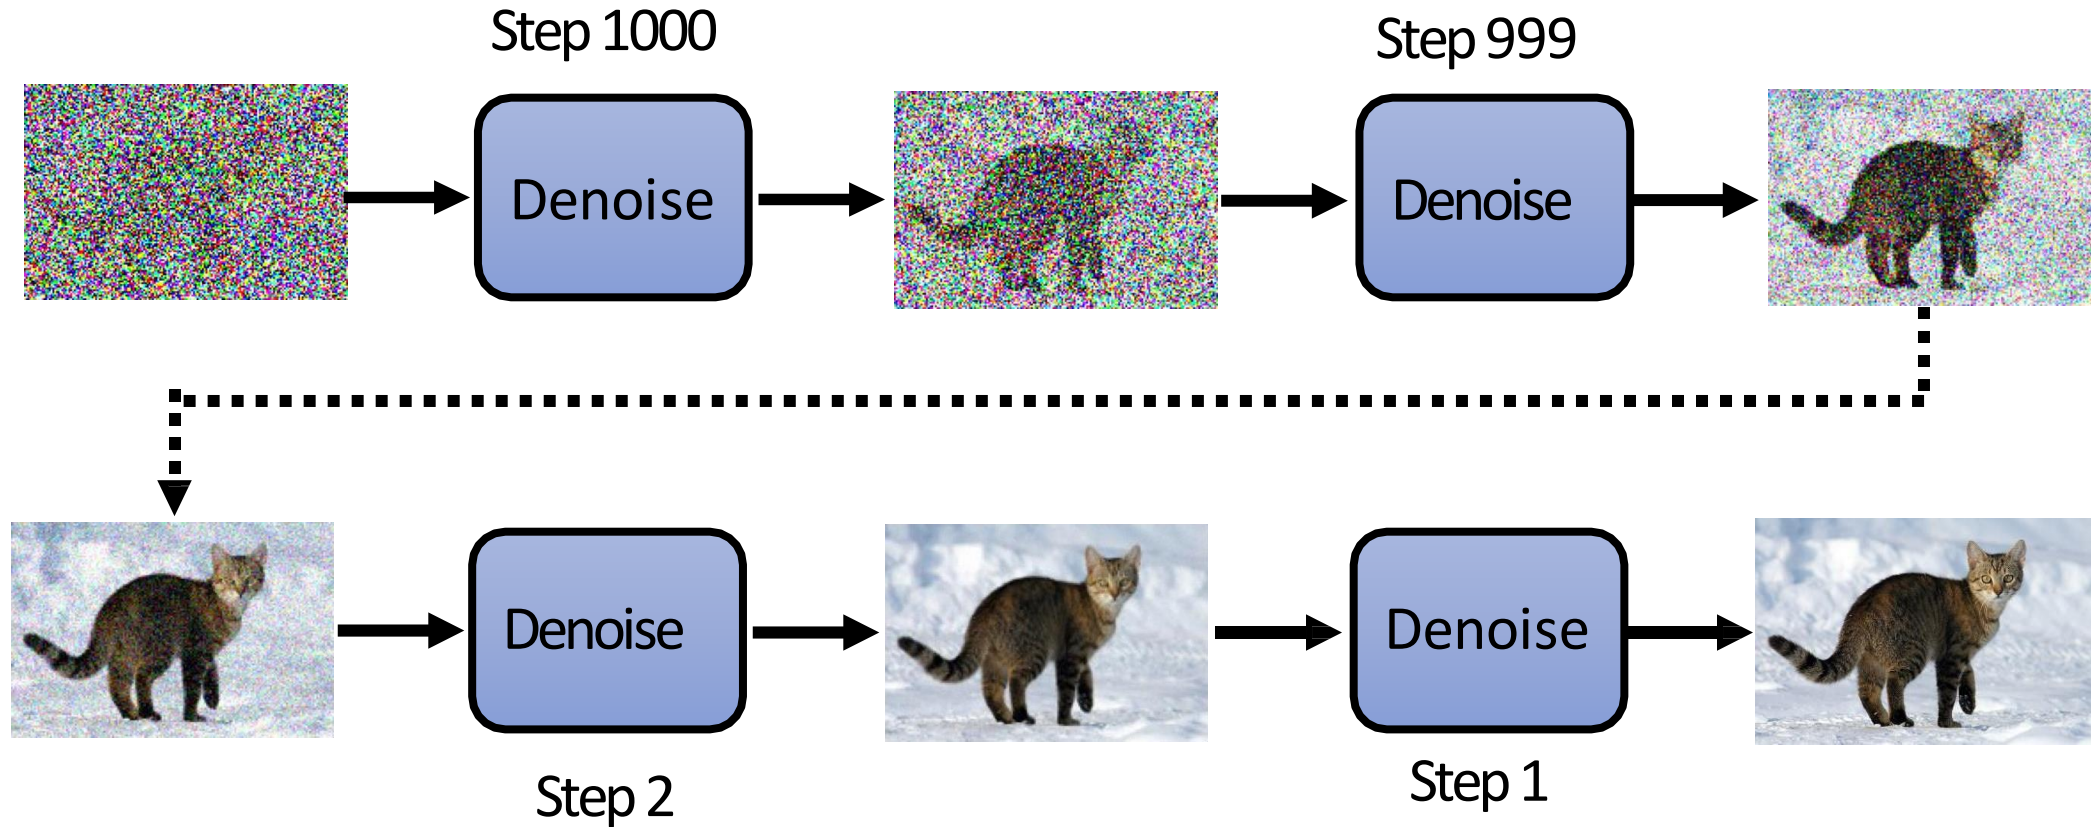 Step 1000
Step 999
Denoise
Denoise
Denoise
Denoise
Step 2
Step 1